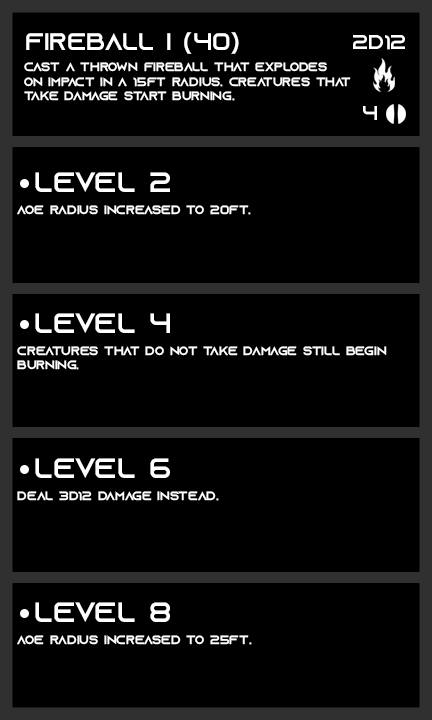 FIREBALL I (40)
2D12
CAST A THROWN FIREBALL THAT EXPLODES
ON IMPACT IN A 15FT RADIUS. CREATURES THAT
TAKE DAMAGE START BURNING.
4
•LEVEL 2
AOE RADIUS INCREASED TO 20FT.
•LEVEL 4
CREATURES THAT DO NOT TAKE DAMAGE STILL BEGIN
BURNING.
•LEVEL 6
DEAL 3D12 DAMAGE INSTEAD.
•LEVEL 8
AOE RADIUS INCREASED TO 25FT.